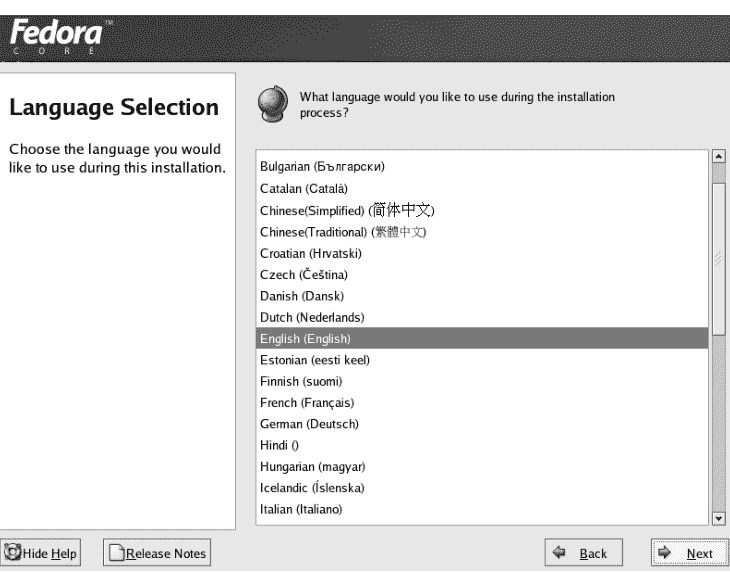 Fedora™
CORE
Language Selection
Choose the language you would
like to use during this installation.
What language would you like to use during the installation
process?
Bulgarian (Български)
Catalan (Català)
Chinese(Simplified) (简体中文)
Chinese(Traditional) (繁體中文)
Croatian (Hrvatski)
Czech (Čeština)
Danish (Dansk)
Dutch (Nederlands)
English (English)
Estonian (eesti keel)
Finnish (suomi)
French (Français)
German (Deutsch)
Hindi ()
Hungarian (magyar)
Icelandic (Íslenska)
Italian (Italiano)
Hide Help
Release Notes
Back
Next